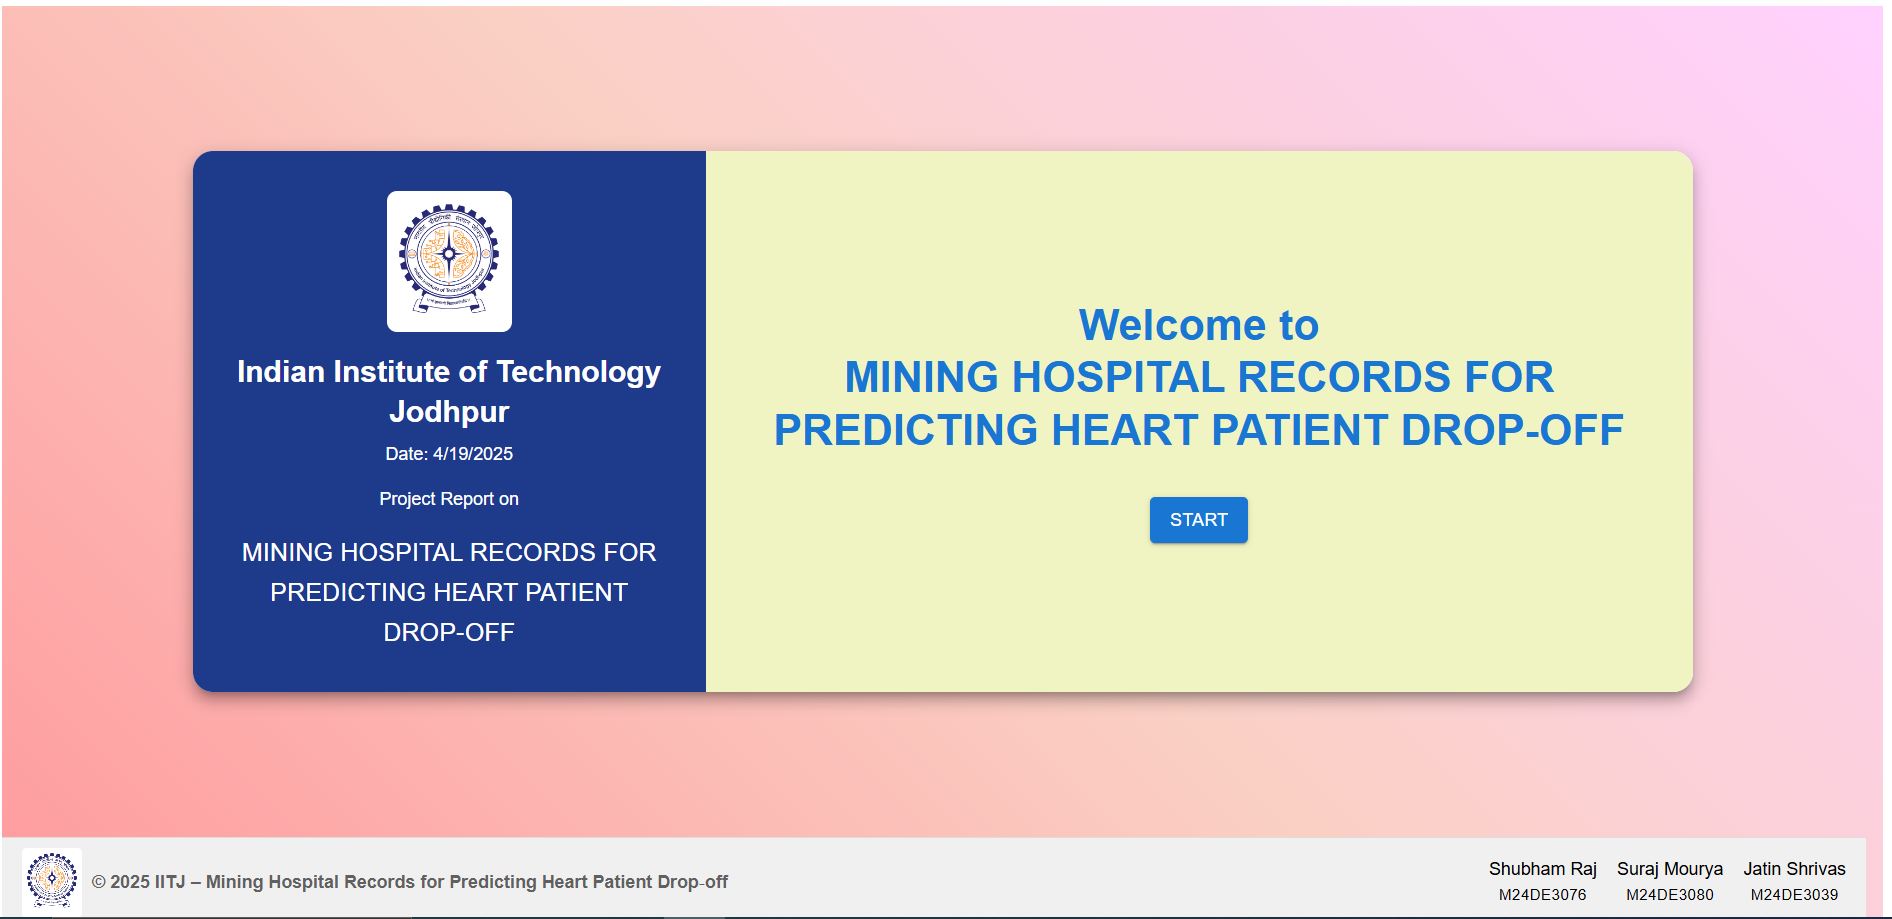 Indian Institute of Technology
Jodhpur
Date: 4/19/2025
Project Report on
MINING HOSPITAL RECORDS FOR
PREDICTING HEART PATIENT
DROP-OFF
Welcome to
MINING HOSPITAL RECORDS FOR
PREDICTING HEART PATIENT DROP-OFF
START
© 2025 IITJ – Mining Hospital Records for Predicting Heart Patient Drop-off
Shubham Raj
M24DE3076
Suraj Mourya
M24DE3080
Jatin Shrivas
M24DE3039